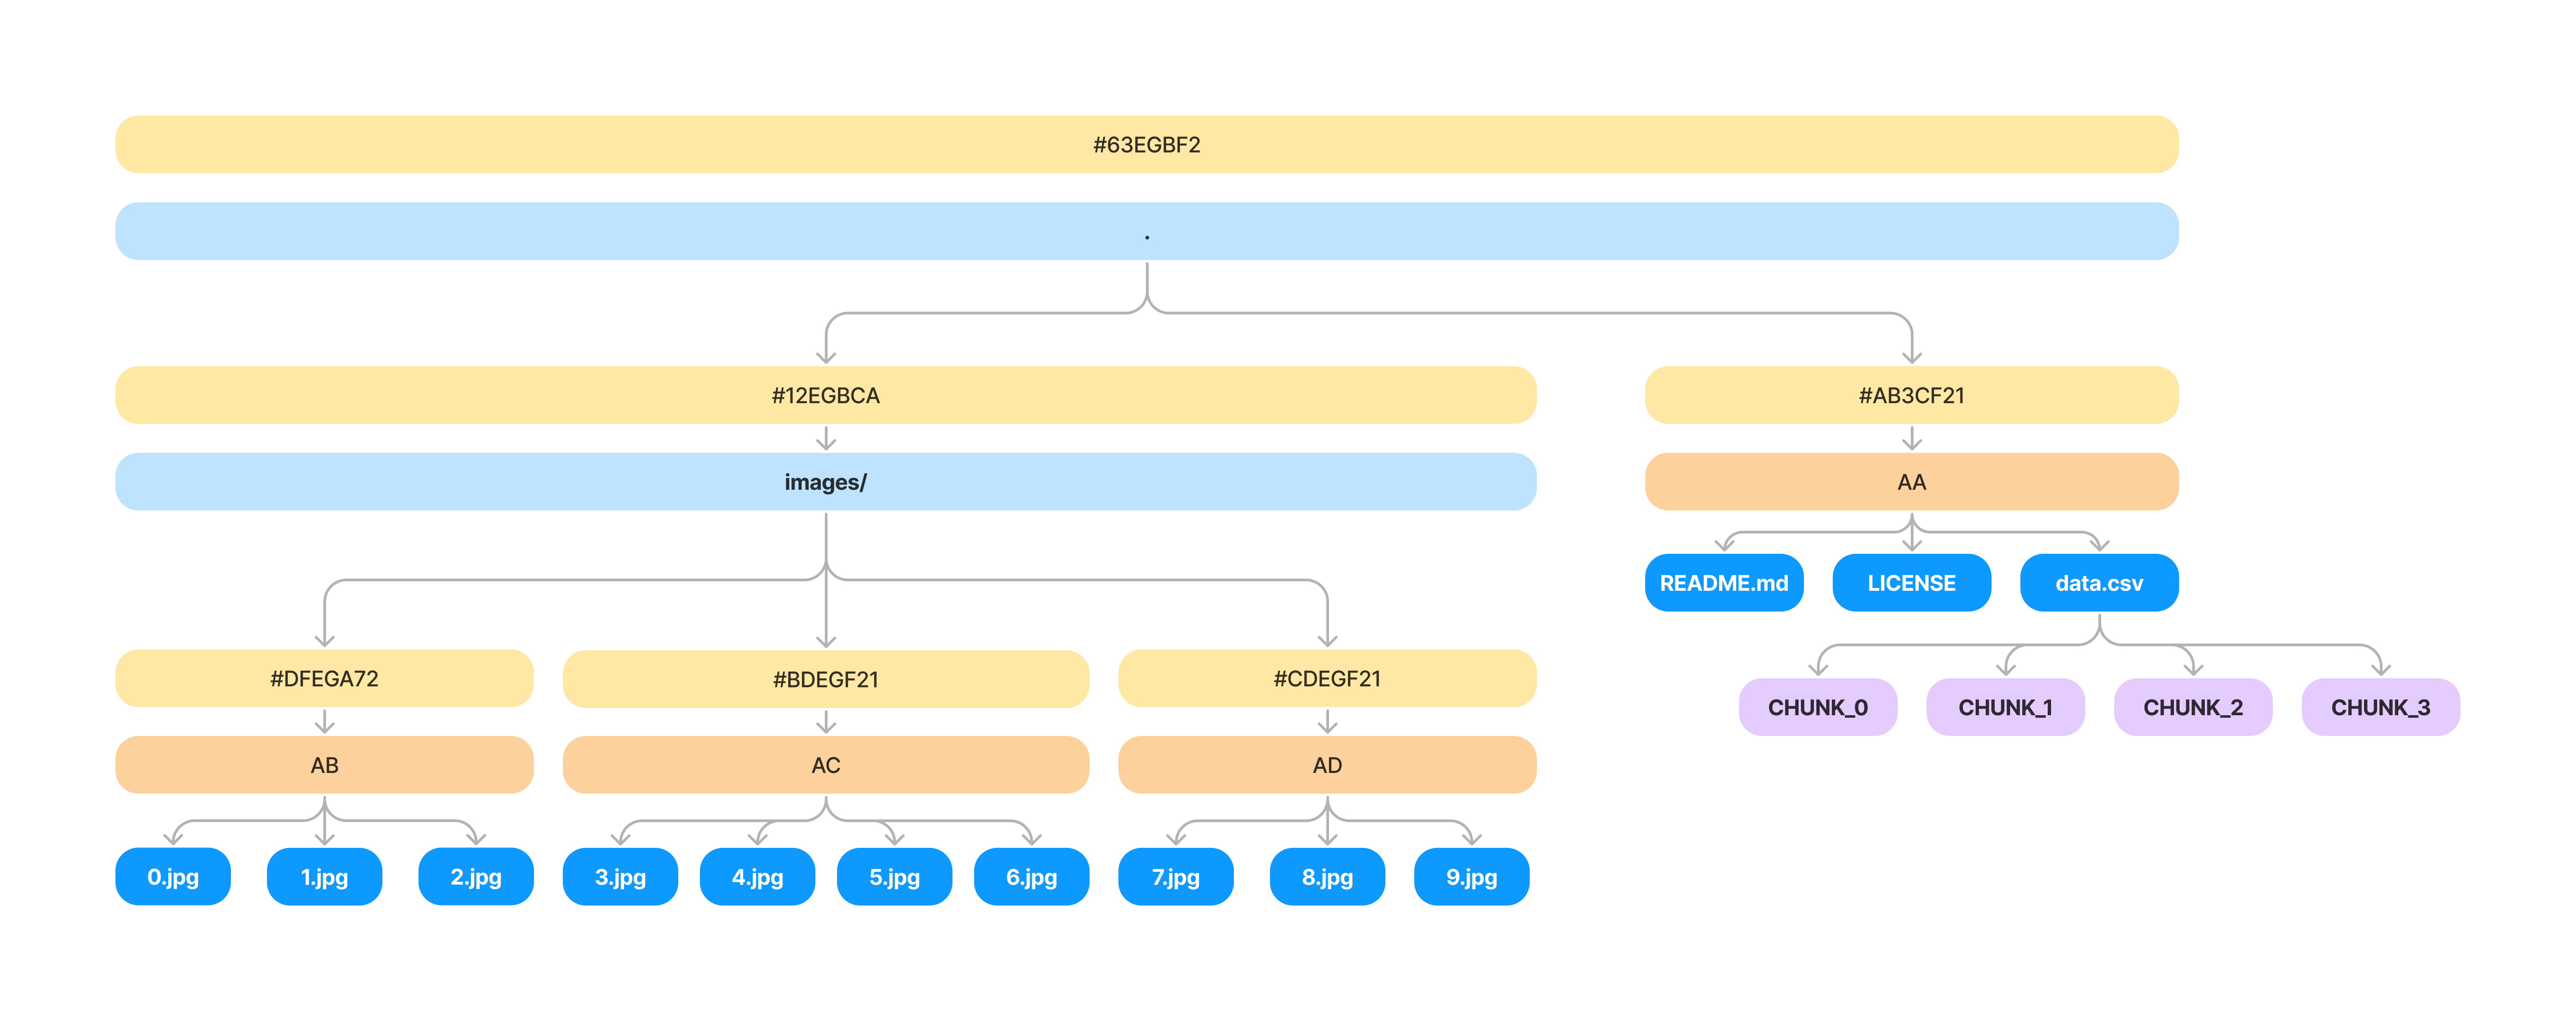 #63EGBF2
.
#12EGBCA
#AB3CF21
images/
AA
README.md
LICENSE
data.csv
#DFEGA72
#BDEGF21
#CDEGF21
CHUNK_0
CHUNK_1
CHUNK_2
CHUNK_3
AB
AC
AD
0.jpg
1.jpg
2.jpg
3.jpg
4.jpg
5.jpg
6.jpg
7.jpg
8.jpg
9.jpg